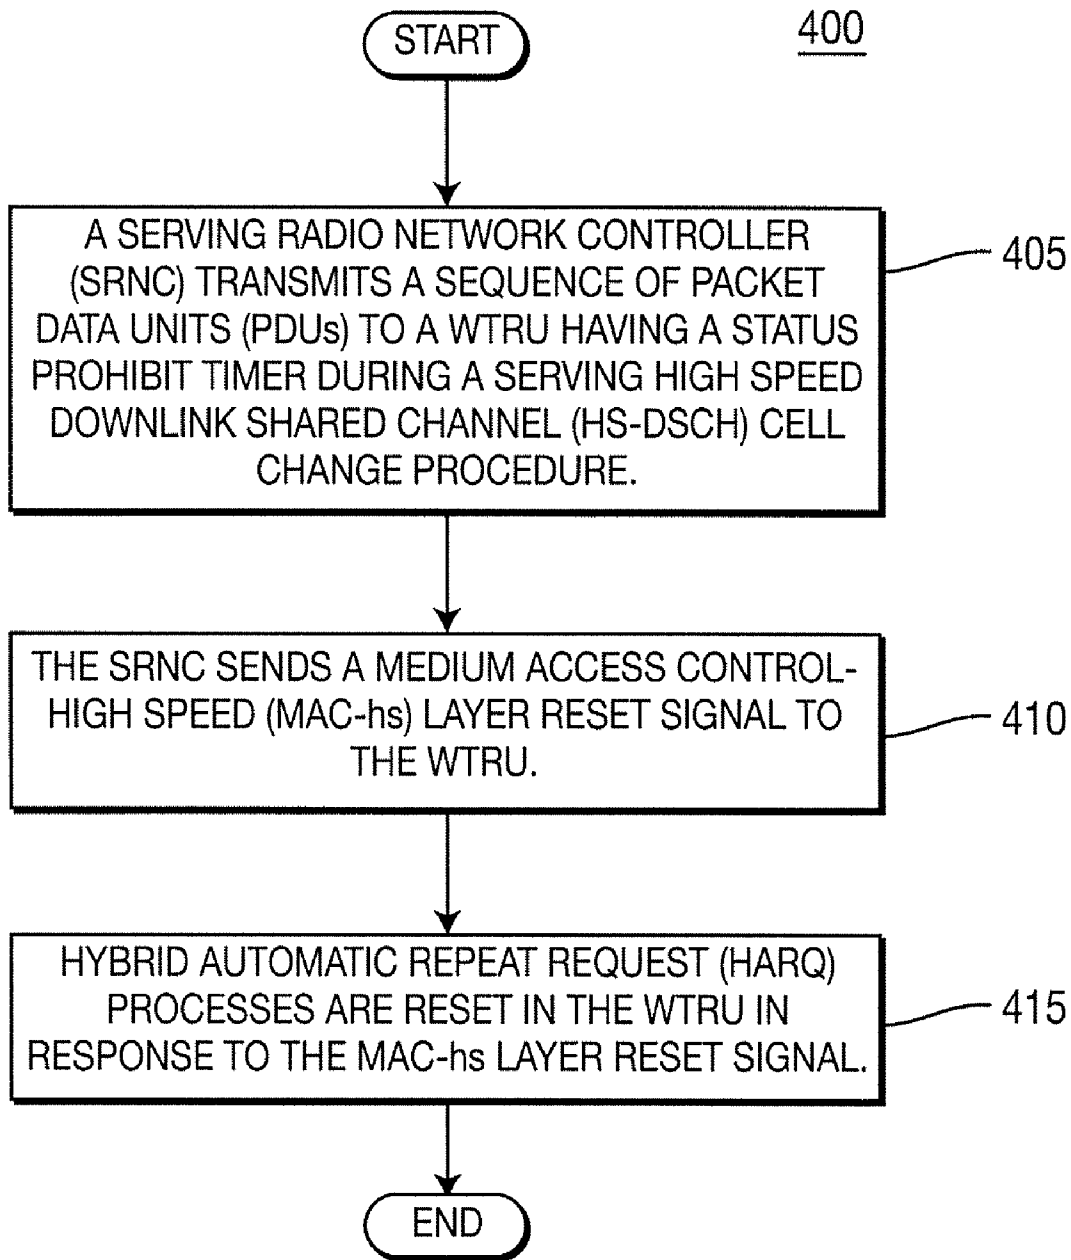 START
400
A SERVING RADIO NETWORK CONTROLLER
(SRNC) TRANSMITS A SEQUENCE OF PACKET
DATA UNITS (PDUs) TO A WTRU HAVING A STATUS
PROHIBIT TIMER DURING A SERVING HIGH SPEED
DOWNLINK SHARED CHANNEL (HS-DSCH) CELL
CHANGE PROCEDURE.
405
THE SRNC SENDS A MEDIUM ACCESS CONTROL-
HIGH SPEED (MAC-hs) LAYER RESET SIGNAL TO
THE WTRU.
410
HYBRID AUTOMATIC REPEAT REQUEST (HARQ)
PROCESSES ARE RESET IN THE WTRU IN
RESPONSE TO THE MAC-hs LAYER RESET SIGNAL.
415
END